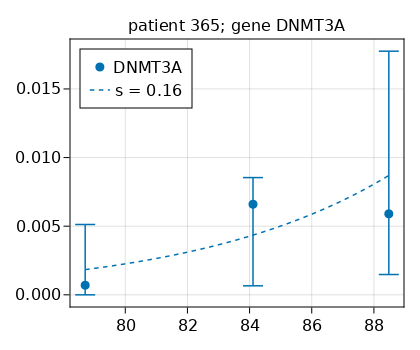 patient 365; gene DNMT3A
DNMT3A
s = 0.16
0.015
0.010
0.005
0.000
80 82 84 86 88